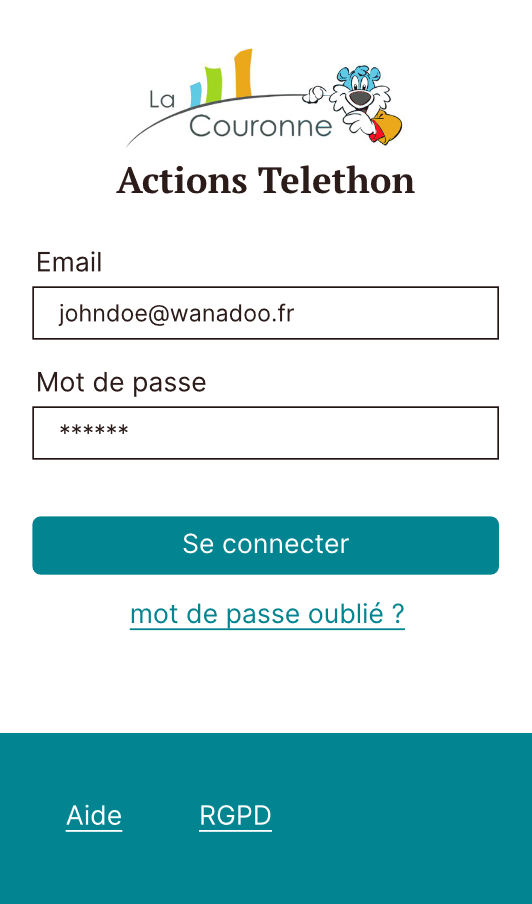 La
Couronne
Actions Telethon
Email
johndoe@wanadoo.fr
Mot de passe
******
Se connecter
mot de passe oublié ?
Aide
RGPD